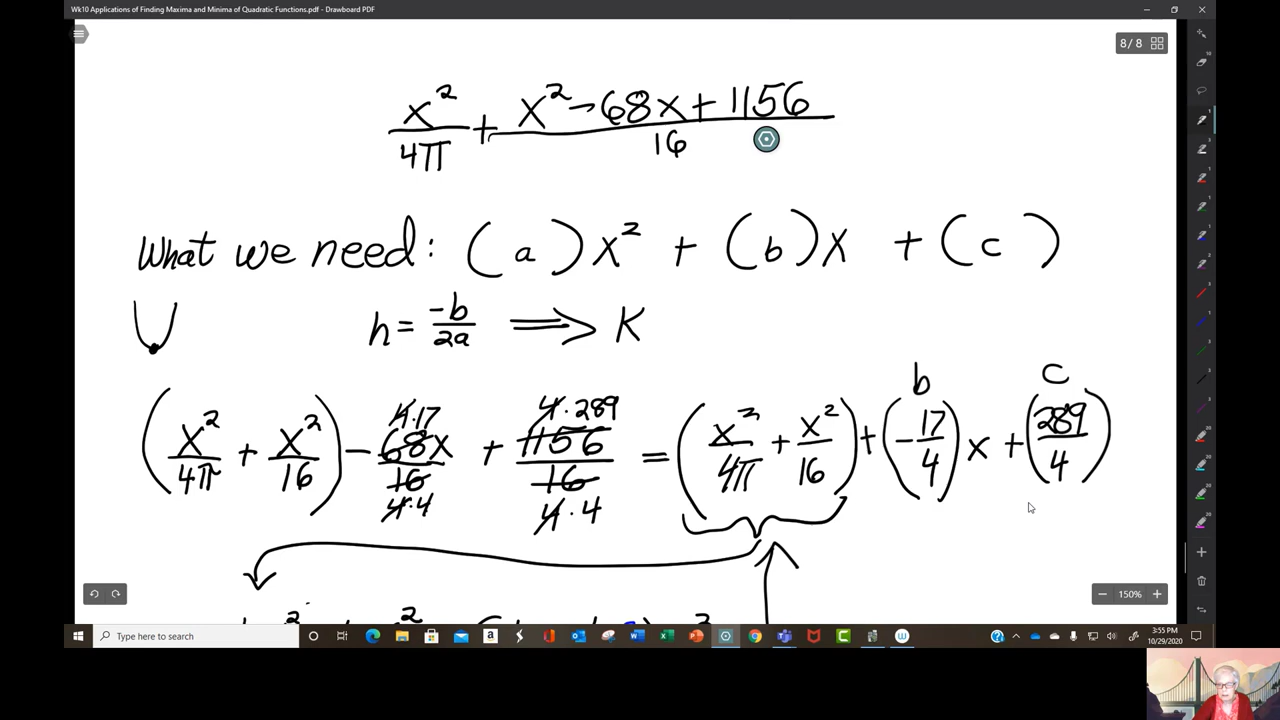 Wk10 Applications of Finding Maxima and Minima of Quadratic Functions.pdf - Drawboard PDF
8 / 8
x²/4π + (x² - 68x + 1156)/16
What we need: (a)x² + (b)x + (c)
h = -b/2a ⟹ K
4·17 4·289 b c
(x²/4π + x²/16) - 68x/16 + 1156/16 = (x²/4π + x²/16) + (-17/4)x + (289/4)
4·4 4·4
150%
Type here to search
3:55 PM
10/29/2020